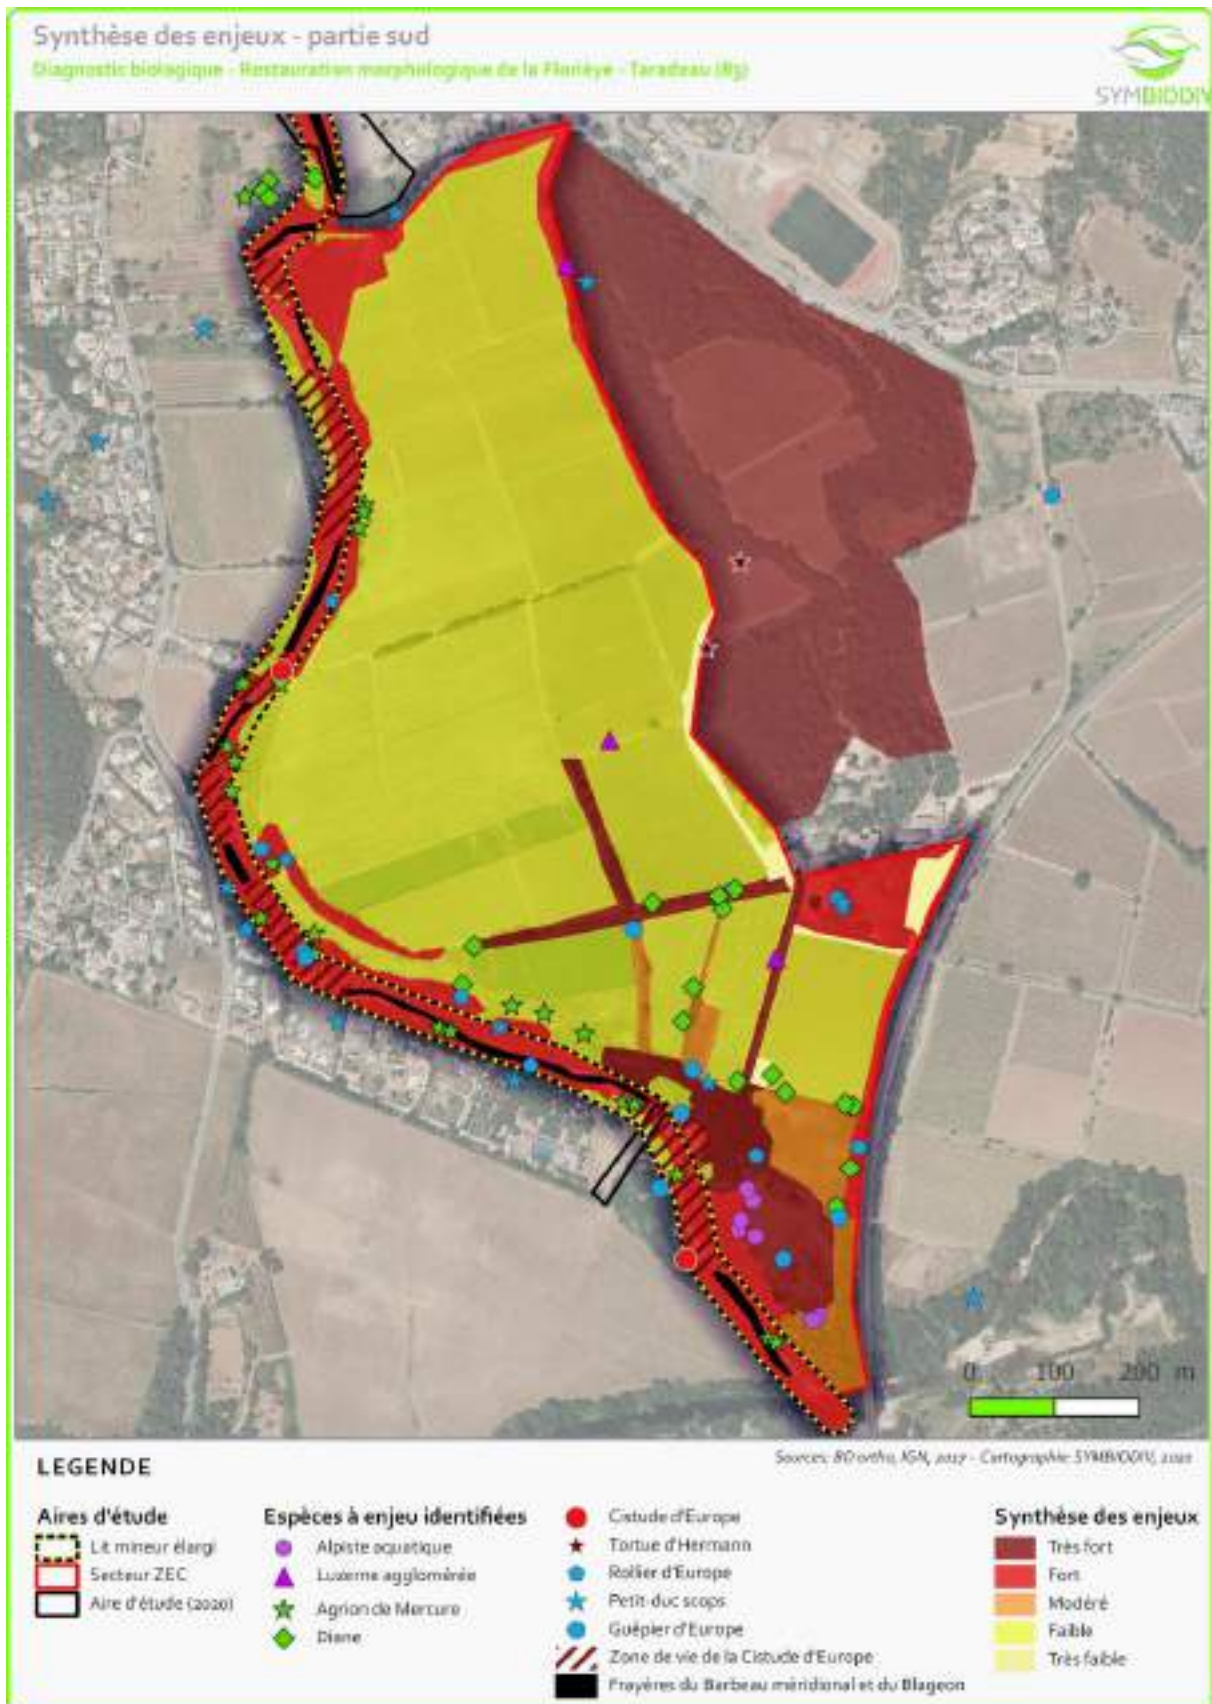 Synthèse des enjeux - partie sud
Diagnostic biologique - Restauration morphologique de la Florièye - Taradeau (83)
SYMBIODIV
0 100 200 m
Sources: BD ortho, IGN, 2017 - Cartographie SYMBIODIV, 2020
LEGENDE
Aires d'étude
Lit mineur élargi
Secteur ZEC
Aire d'étude (2020)
Espèces à enjeu identifiées
Alpiste aquatique
Luzerne agglomérée
Agrion de Mercure
Diane
Cistude d'Europe
Tortue d'Hermann
Rollier d'Europe
Petit-duc scops
Guêpier d'Europe
Zone de vie de la Cistude d'Europe
Frayères du Barbeau méridional et du Blageon
Synthèse des enjeux
Très fort
Fort
Modéré
Faible
Très faible